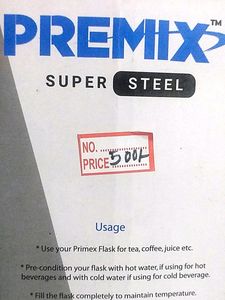 PREMIX™
SUPER STEEL
NO.
PRICE 500/-
Usage
* Use your Primex Flask for tea, coffee, juice etc.
* Pre-condition your flask with hot water, if using for hot
beverages and with cold water if using for cold beverage.
* Fill the flask completely to maintain temperature.